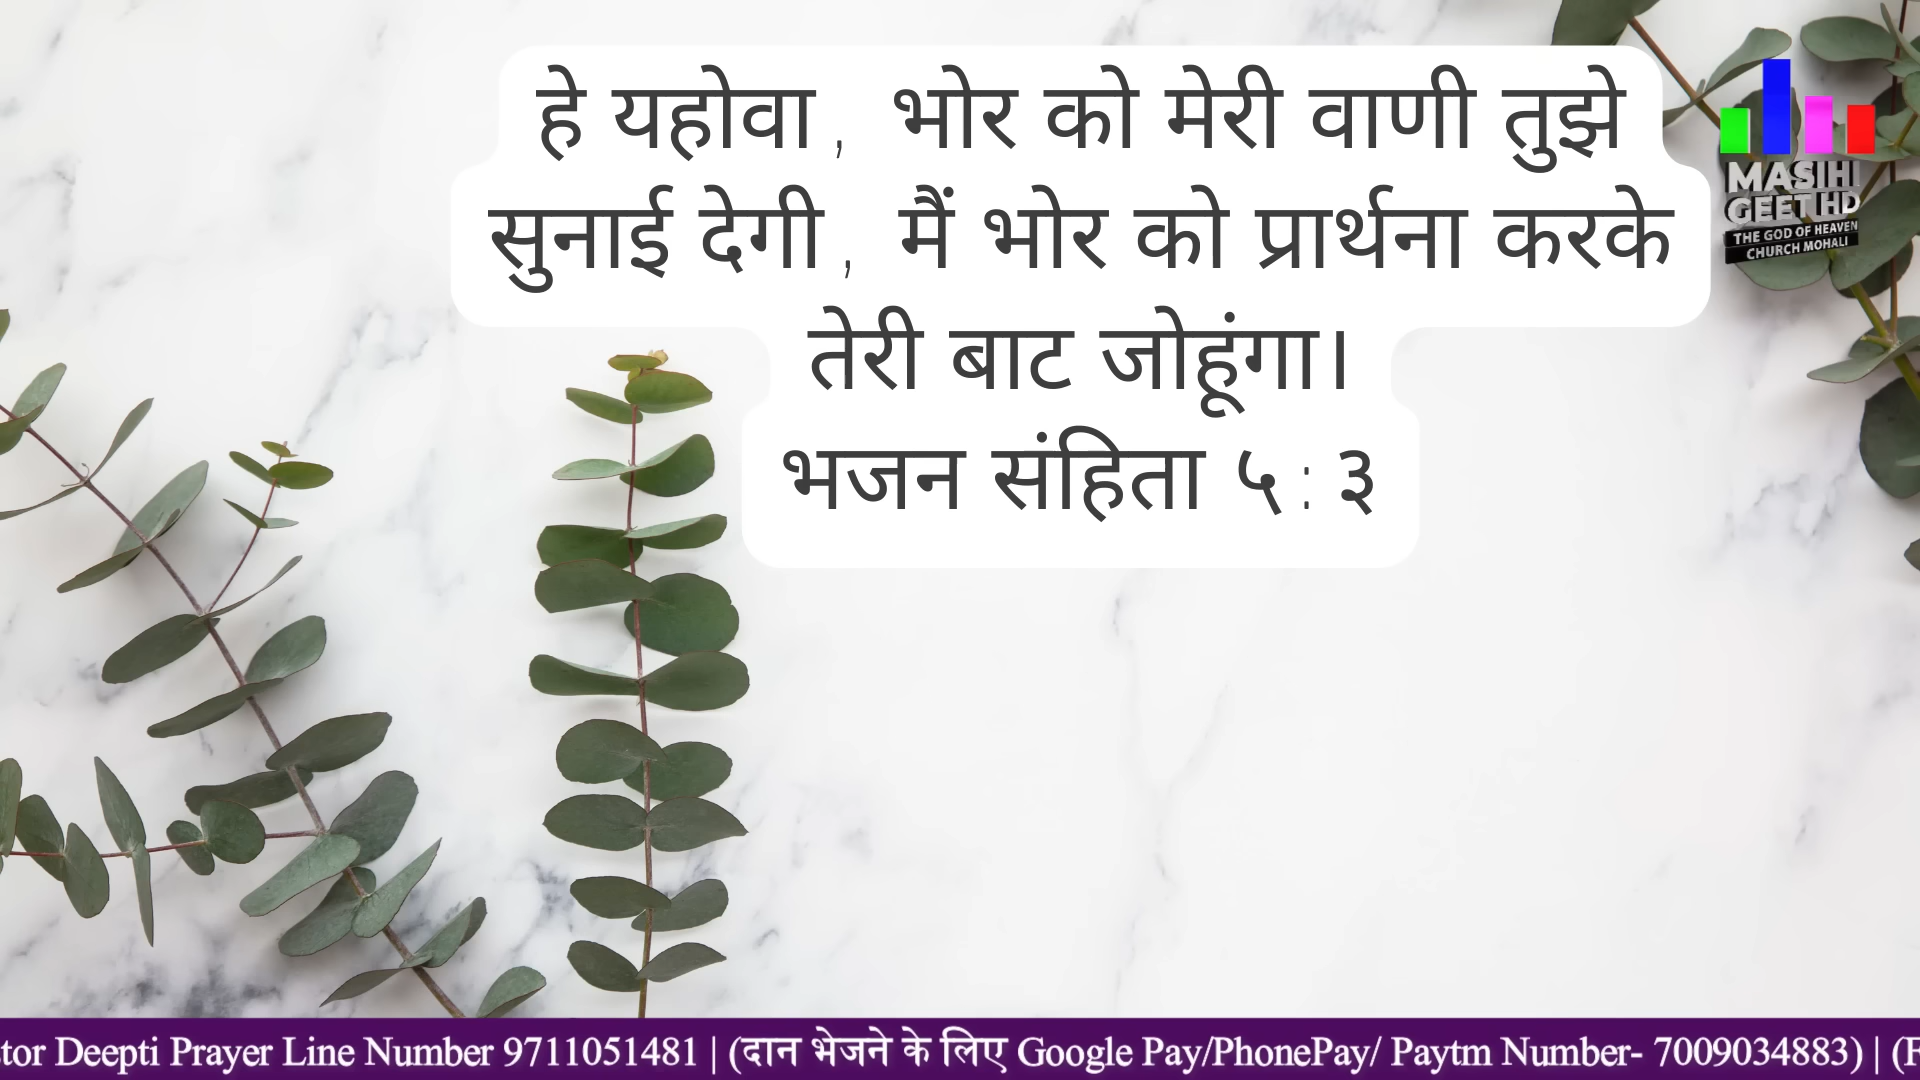 हे यहोवा, भोर को मेरी वाणी तुझे
सुनाई देगी, मैं भोर को प्रार्थना करके
तेरी बाट जोहूंगा।
भजन संहिता ५:३
MASIHI
GEET HD
THE GOD OF HEAVEN
CHURCH MOHALI
tor Deepti Prayer Line Number 9711051481 | (दान भेजने के लिए Google Pay/PhonePay/ Paytm Number- 7009034883) | (F